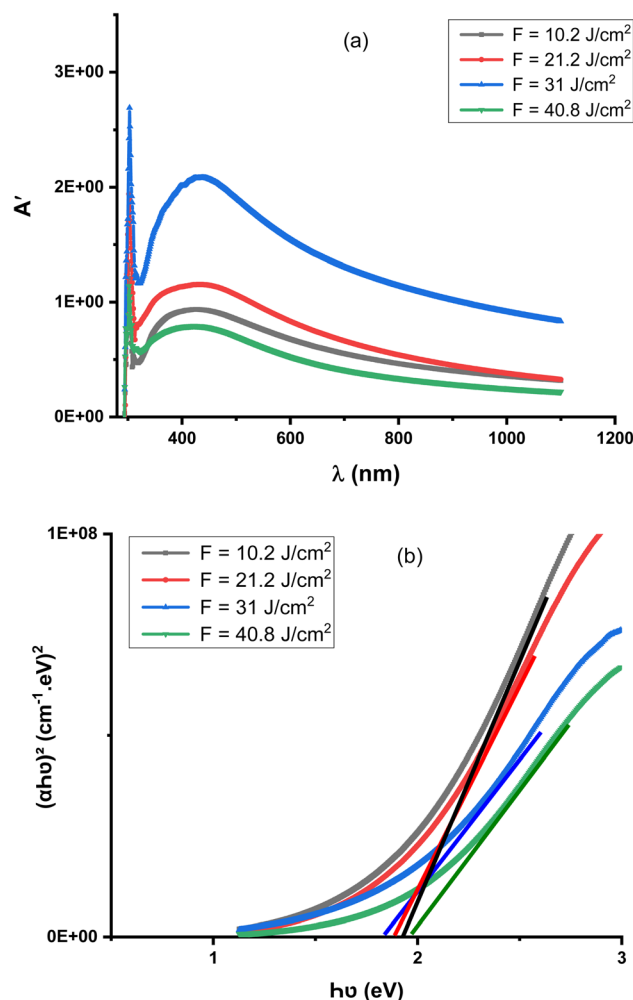 (a)
F = 10.2 J/cm²
F = 21.2 J/cm²
F = 31 J/cm²
F = 40.8 J/cm²
3E+00
2E+00
1E+00
0E+00
A′
400 600 800 1000 1200
λ (nm)
1E+08
(b)
F = 10.2 J/cm²
F = 21.2 J/cm²
F = 31 J/cm²
F = 40.8 J/cm²
(αhυ)² (cm⁻¹.eV)²
0E+00
1 2 3
hυ (eV)